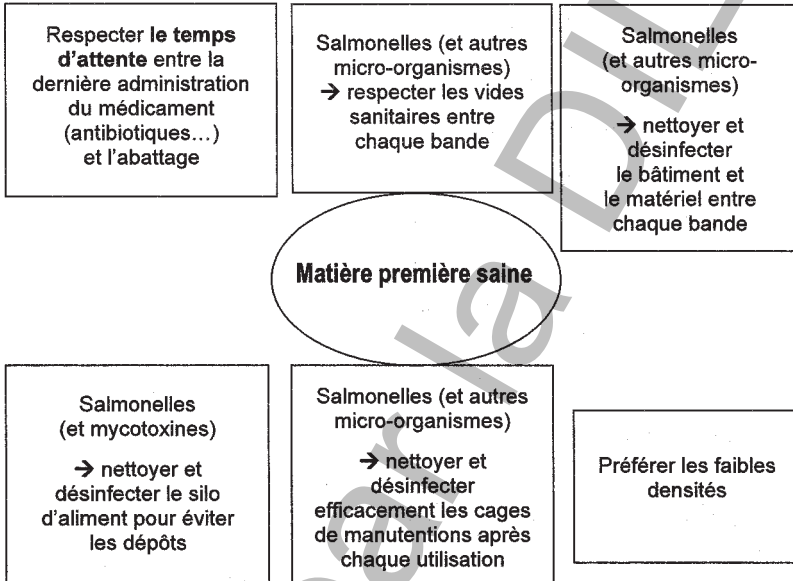 Respecter le temps
d'attente entre la
dernière administration
du médicament
(antibiotiques...)
et l'abattage
Salmonelles (et autres
micro-organismes)
→ respecter les vides
sanitaires entre
chaque bande
Salmonelles
(et autres micro-
organismes)
→ nettoyer et
désinfecter
le bâtiment et
le matériel entre
chaque bande
Matière première saine
Salmonelles
(et mycotoxines)
→ nettoyer et
désinfecter le silo
d'aliment pour éviter
les dépôts
Salmonelles (et autres
micro-organismes)
→ nettoyer et
désinfecter
efficacement les cages
de manutentions après
chaque utilisation
Préférer les faibles
densités
par la DIL